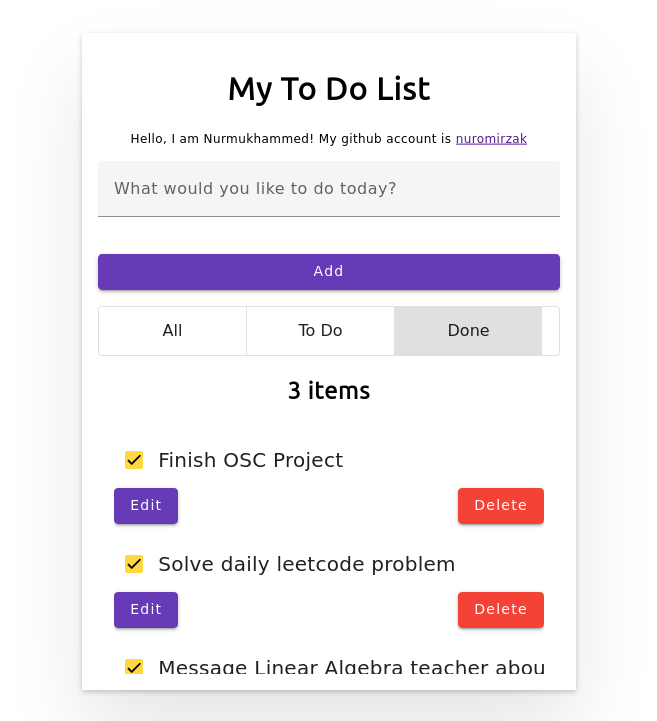 My To Do List
Hello, I am Nurmukhammed! My github account is nuromirzak
What would you like to do today?
Add
All To Do Done
3 items
Finish OSC Project
Edit Delete
Solve daily leetcode problem
Edit Delete
Message Linear Algebra teacher abou